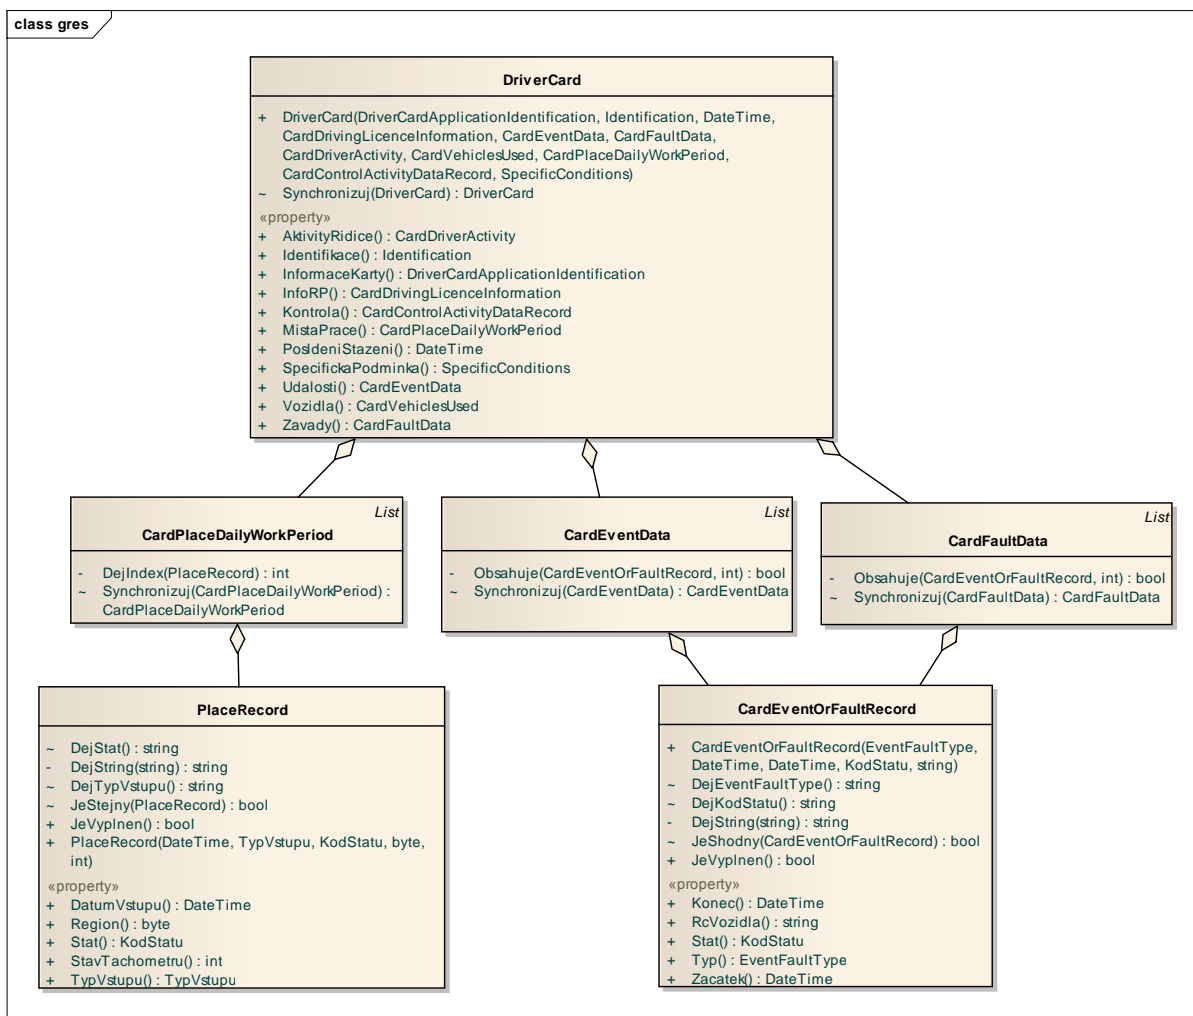 class gres
DriverCard
+ DriverCard(DriverCardApplicationIdentification, Identification, DateTime,
CardDrivingLicenceInformation, CardEventData, CardFaultData,
CardDriverActivity, CardVehiclesUsed, CardPlaceDailyWorkPeriod,
CardControlActivityDataRecord, SpecificConditions)
~ Synchronizuj(DriverCard) : DriverCard
«property»
+ AktivityRidice() : CardDriverActivity
+ Identifikace() : Identification
+ InformaceKarty() : DriverCardApplicationIdentification
+ InfoRP() : CardDrivingLicenceInformation
+ Kontrola() : CardControlActivityDataRecord
+ MistaPrace() : CardPlaceDailyWorkPeriod
+ PosldeniStazeni() : DateTime
+ SpecifickaPodminka() : SpecificConditions
+ Udalosti() : CardEventData
+ Vozidla() : CardVehiclesUsed
+ Zavady() : CardFaultData
List
CardPlaceDailyWorkPeriod
- DejIndex(PlaceRecord) : int
~ Synchronizuj(CardPlaceDailyWorkPeriod) :
CardPlaceDailyWorkPeriod
List
CardEventData
- Obsahuje(CardEventOrFaultRecord, int) : bool
~ Synchronizuj(CardEventData) : CardEventData
List
CardFaultData
- Obsahuje(CardEventOrFaultRecord, int) : bool
~ Synchronizuj(CardFaultData) : CardFaultData
PlaceRecord
~ DejStat() : string
- DejString(string) : string
~ DejTypVstupu() : string
~ JeStejny(PlaceRecord) : bool
+ JeVyplnen() : bool
+ PlaceRecord(DateTime, TypVstupu, KodStatu, byte,
int)
«property»
+ DatumVstupu() : DateTime
+ Region() : byte
+ Stat() : KodStatu
+ StavTachometru() : int
+ TypVstupu() : TypVstupu
CardEventOrFaultRecord
+ CardEventOrFaultRecord(EventFaultType,
DateTime, DateTime, KodStatu, string)
~ DejEventFaultType() : string
~ DejKodStatu() : string
- DejString(string) : string
~ JeShodny(CardEventOrFaultRecord) : bool
+ JeVyplnen() : bool
«property»
+ Konec() : DateTime
+ RcVozidla() : string
+ Stat() : KodStatu
+ Typ() : EventFaultType
+ Zacatek() : DateTime